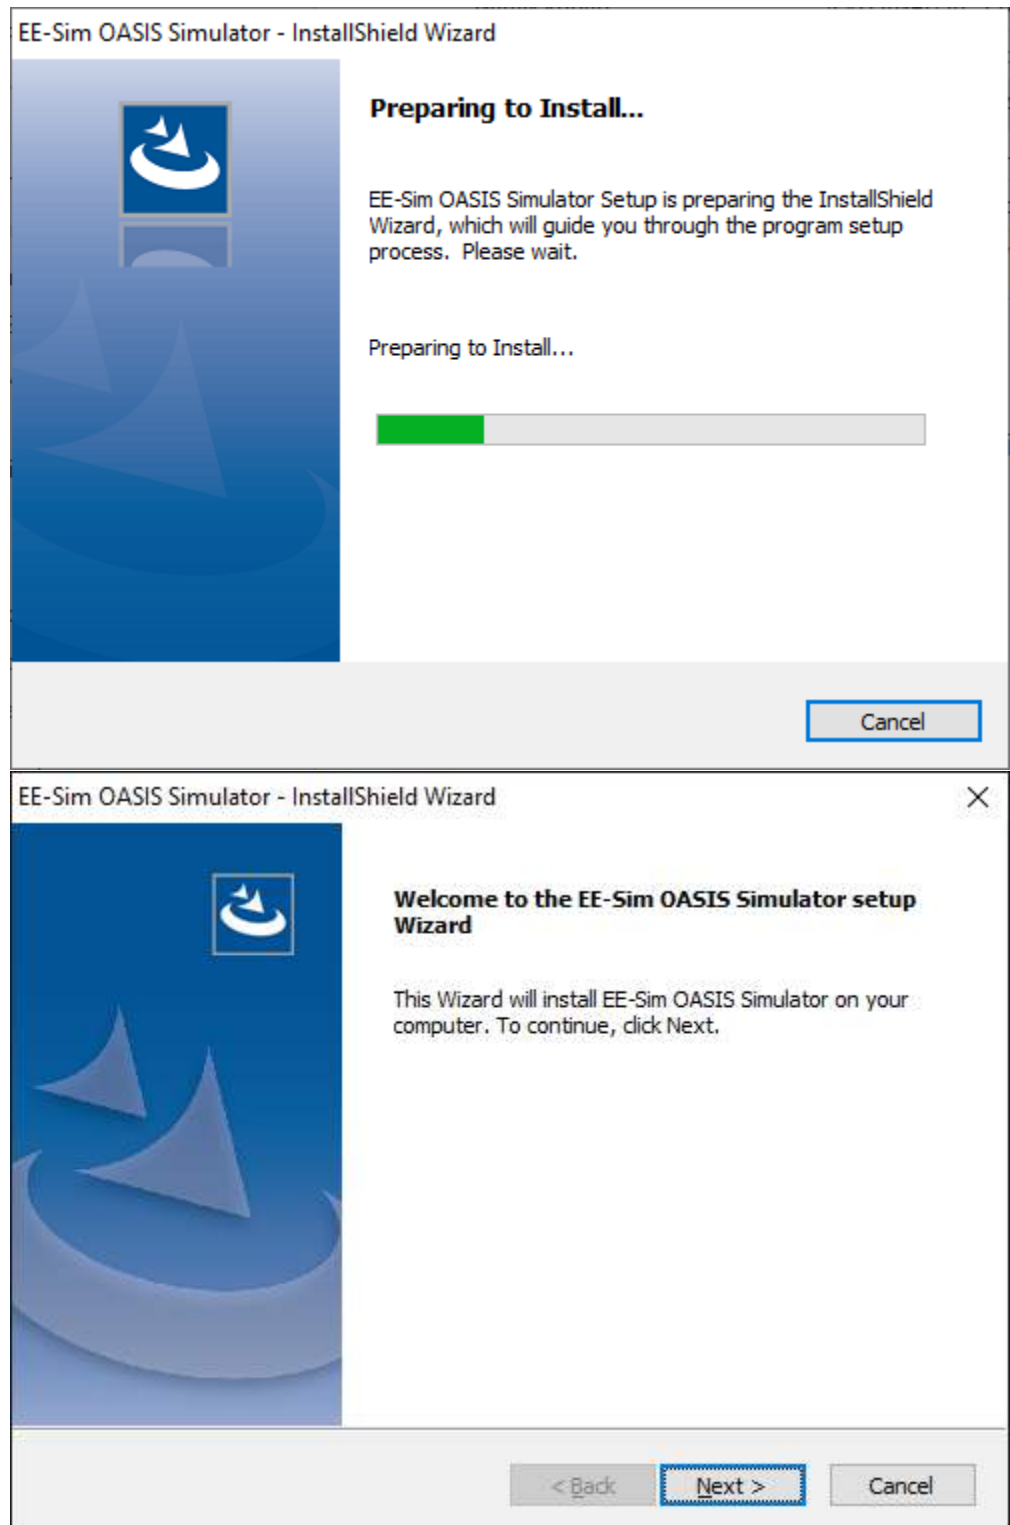 EE-Sim OASIS Simulator - InstallShield Wizard
Preparing to Install...
EE-Sim OASIS Simulator Setup is preparing the InstallShield
Wizard, which will guide you through the program setup
process. Please wait.
Preparing to Install...
Cancel
EE-Sim OASIS Simulator - InstallShield Wizard
Welcome to the EE-Sim OASIS Simulator setup
Wizard
This Wizard will install EE-Sim OASIS Simulator on your
computer. To continue, click Next.
< Back
Next >
Cancel